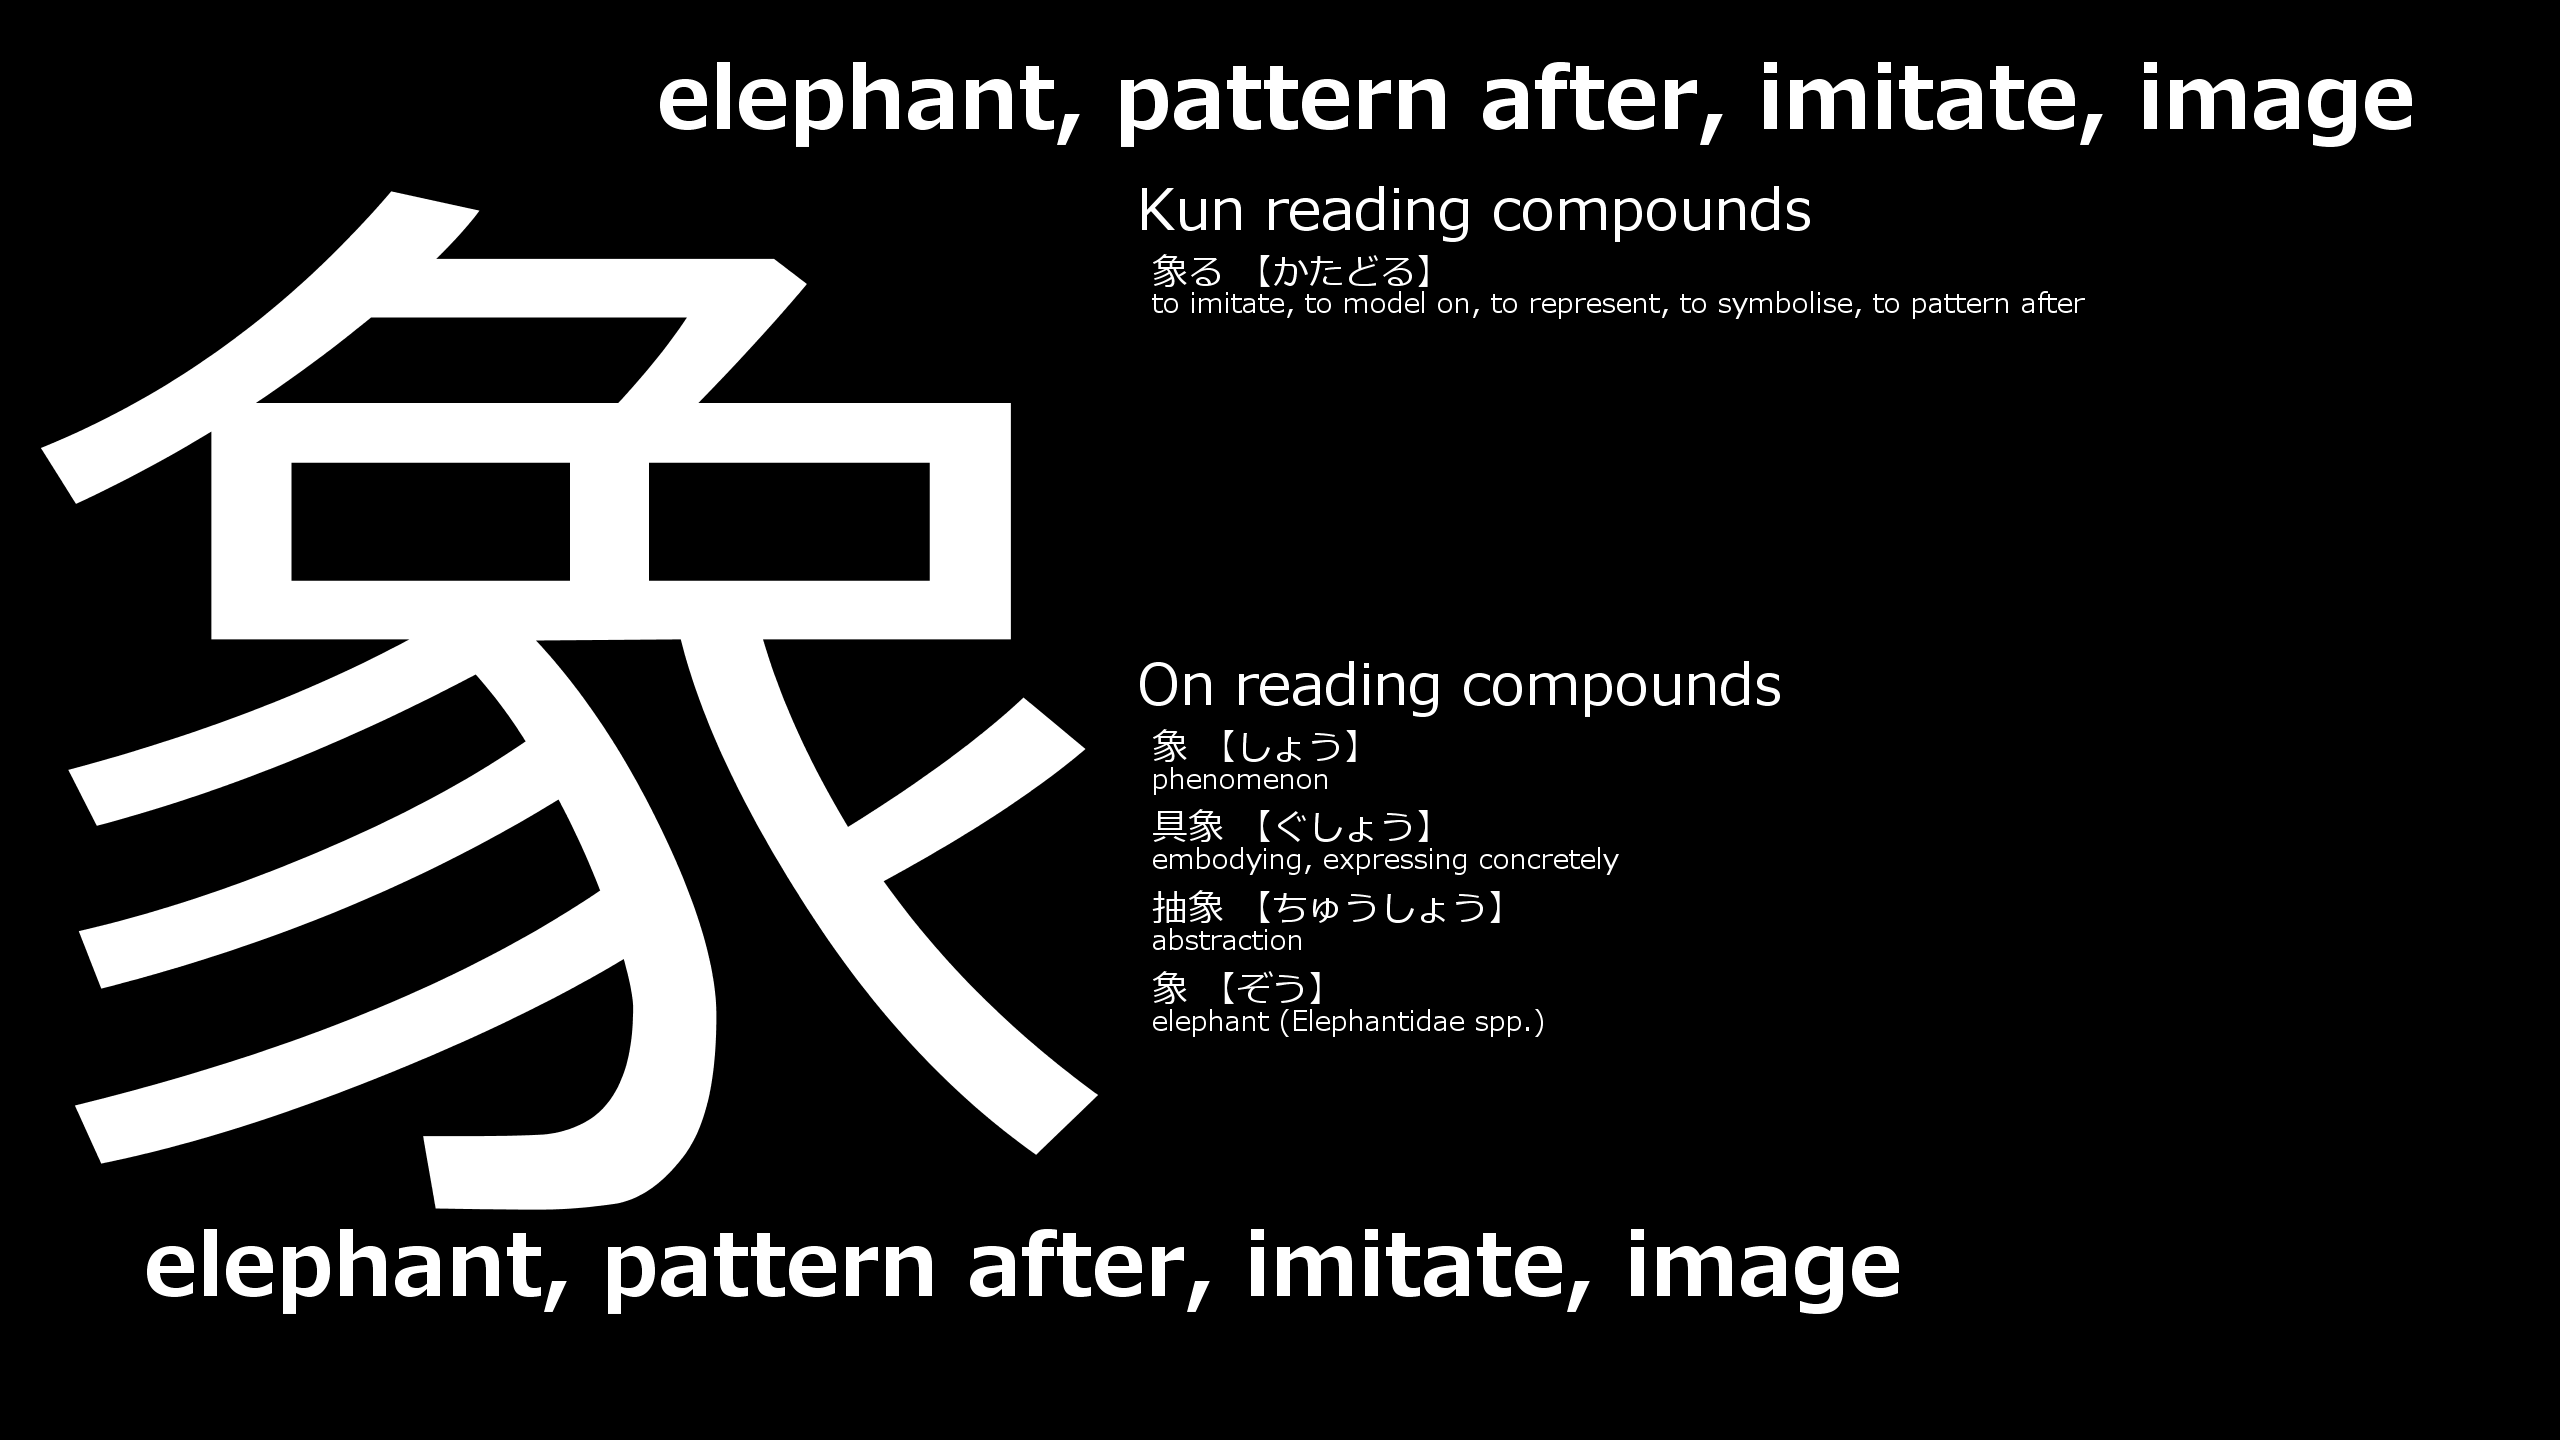 elephant, pattern after, imitate, image
象
Kun reading compounds
象る 【かたどる】
to imitate, to model on, to represent, to symbolise, to pattern after
On reading compounds
象 【しょう】
phenomenon
具象 【ぐしょう】
embodying, expressing concretely
抽象 【ちゅうしょう】
abstraction
象 【ぞう】
elephant (Elephantidae spp.)
elephant, pattern after, imitate, image